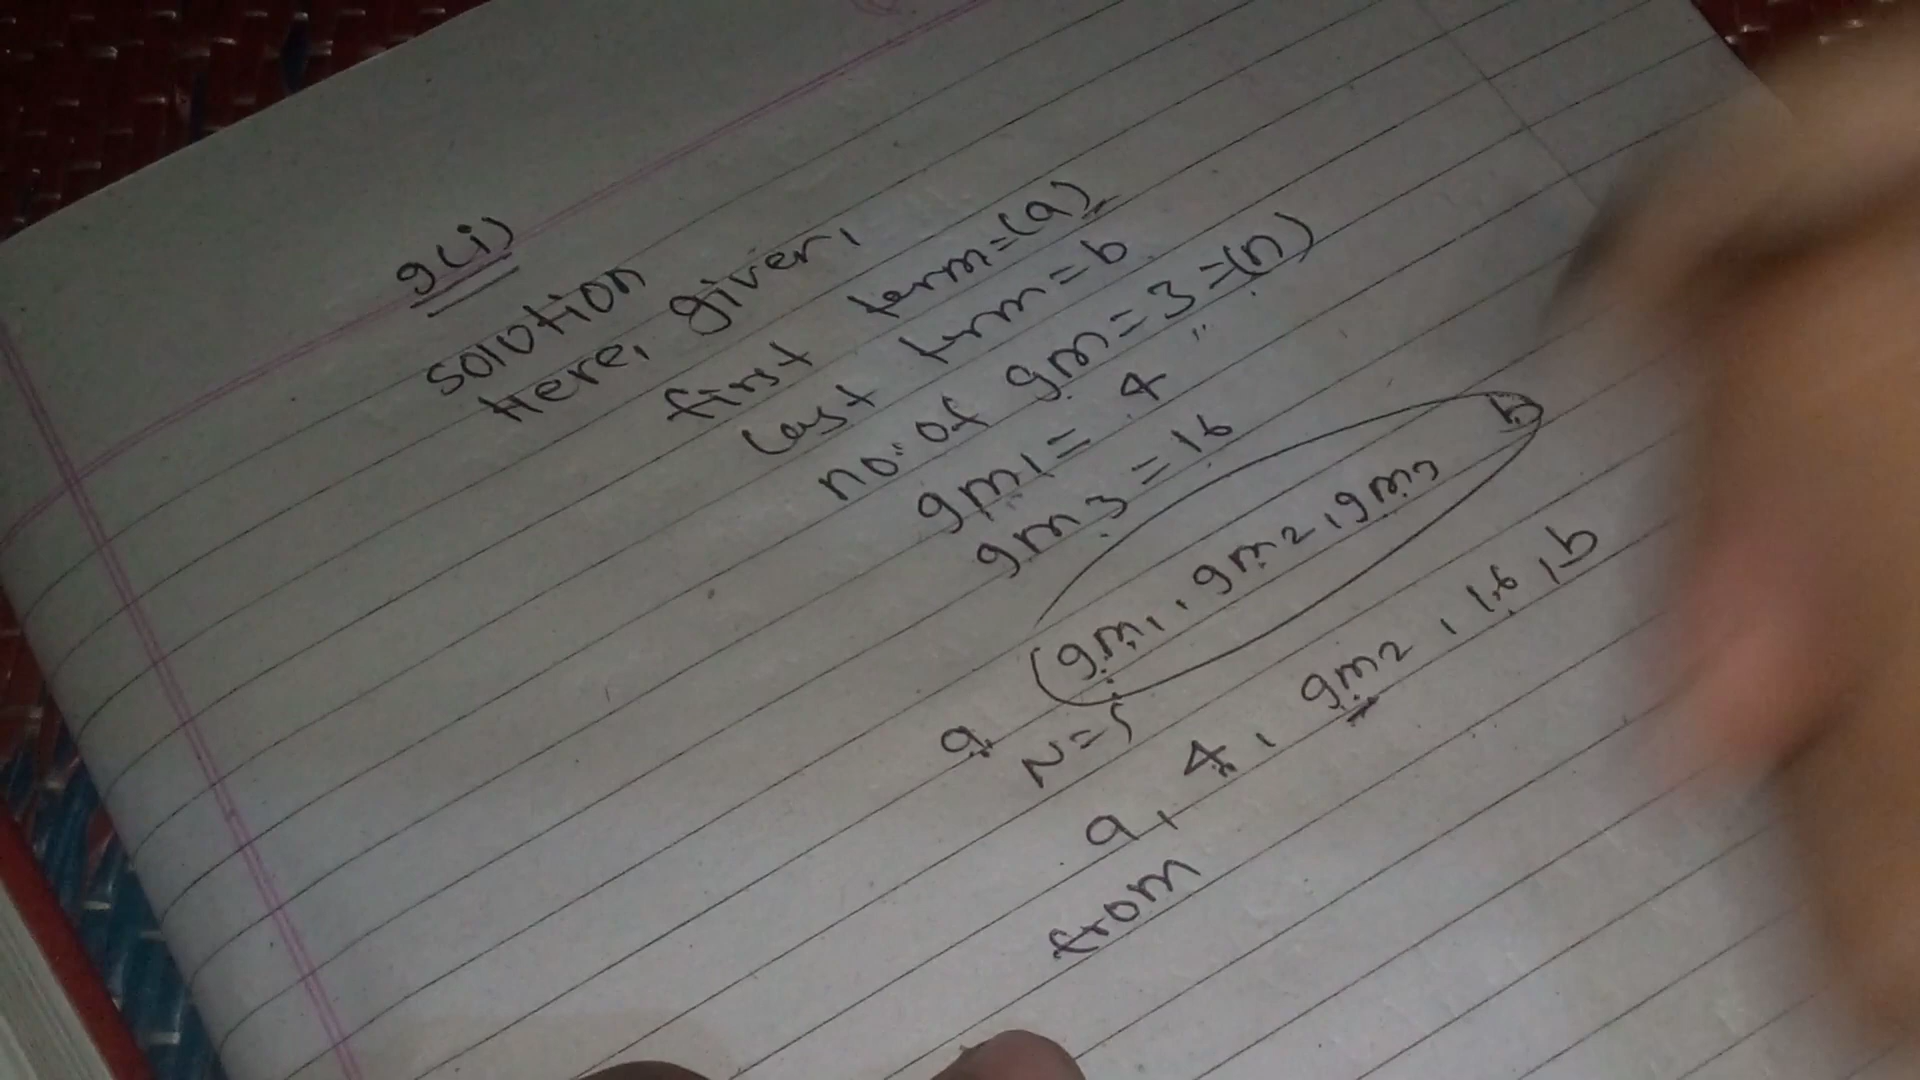 9(i)
solution
Here, given,
first term=(a)
last term=b
no. of gm=3=(n)
gm1= 4
gm3=16
a (gm1, gm2, gm3 b
N=5
a, 4, gm2, 16, b
from